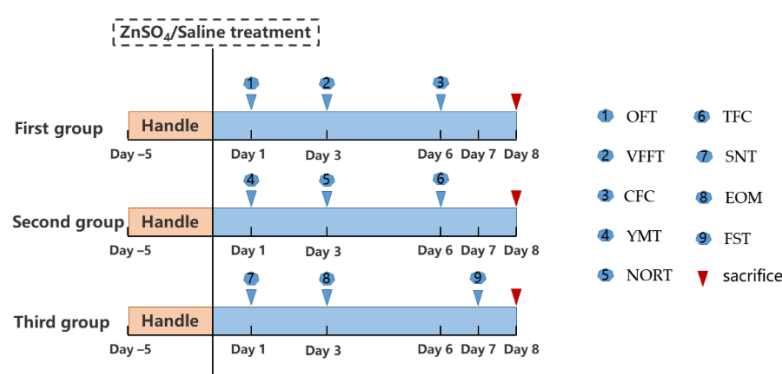 ZnSO₄/Saline treatment
1 2 3
First group Handle
Day –5 Day 1 Day 3 Day 6 Day 7 Day 8
4 5 6
Second group Handle
Day –5 Day 1 Day 3 Day 6 Day 7 Day 8
7 8 9
Third group Handle
Day –5 Day 1 Day 3 Day 6 Day 7 Day 8
1 OFT 6 TFC
2 VFFT 7 SNT
3 CFC 8 EOM
4 YMT 9 FST
5 NORT sacrifice